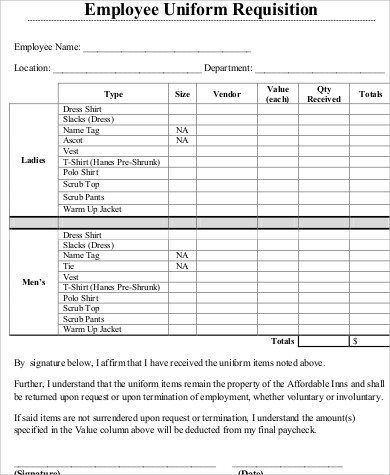 Employee Uniform Requisition
Employee Name:
Location: Department:
Type Size Vendor Value (each) Qty Received Totals
Ladies
Dress Shirt
Slacks (Dress)
Name Tag NA
Ascot NA
Vest
T-Shirt (Hanes Pre-Shrunk)
Polo Shirt
Scrub Top
Scrub Pants
Warm Up Jacket
Men's
Dress Shirt
Slacks (Dress)
Name Tag NA
Tie NA
Vest
T-Shirt (Hanes Pre-Shrunk)
Polo Shirt
Scrub Top
Scrub Pants
Warm Up Jacket
Totals $
By signature below, I affirm that I have received the uniform items noted above.
Further, I understand that the uniform items remain the property of the Affordable Inns and shall
be returned upon request or upon termination of employment, whether voluntary or involuntary.
If said items are not surrendered upon request or termination, I understand the amount(s)
specified in the Value column above will be deducted from my final paycheck.
(Signature) (Date)